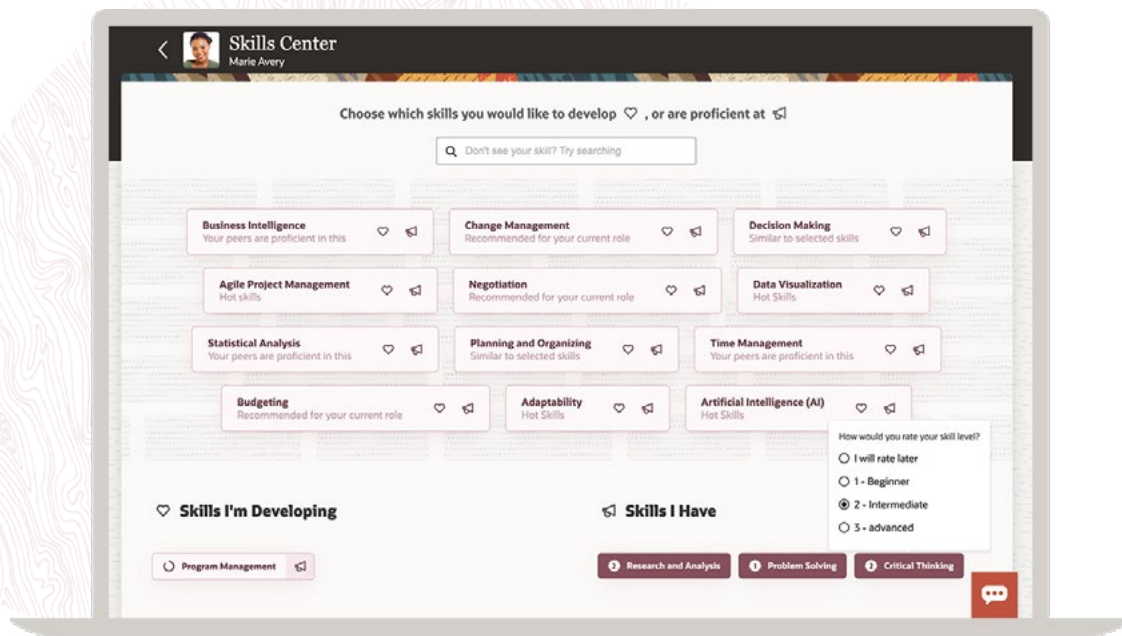 Skills Center
Marie Avery
Choose which skills you would like to develop , or are proficient at
Don't see your skill? Try searching
Business Intelligence
Your peers are proficient in this
Change Management
Recommended for your current role
Decision Making
Similar to selected skills
Agile Project Management
Hot skills
Negotiation
Recommended for your current role
Data Visualization
Hot Skills
Statistical Analysis
Your peers are proficient in this
Planning and Organizing
Similar to selected skills
Time Management
Your peers are proficient in this
Budgeting
Recommended for your current role
Adaptability
Hot Skills
Artificial Intelligence (AI)
Hot Skills
How would you rate your skill level?
I will rate later
1 - Beginner
2 - Intermediate
3 - advanced
Skills I'm Developing
Program Management
Skills I Have
Research and Analysis
Problem Solving
Critical Thinking